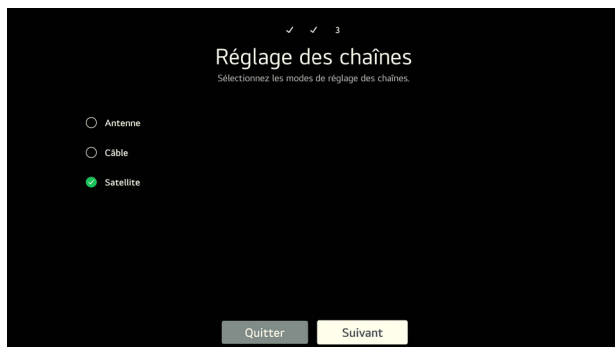 3
Réglage des chaînes
Sélectionnez les modes de réglage des chaînes.
Antenne
Câble
Satellite
Quitter
Suivant